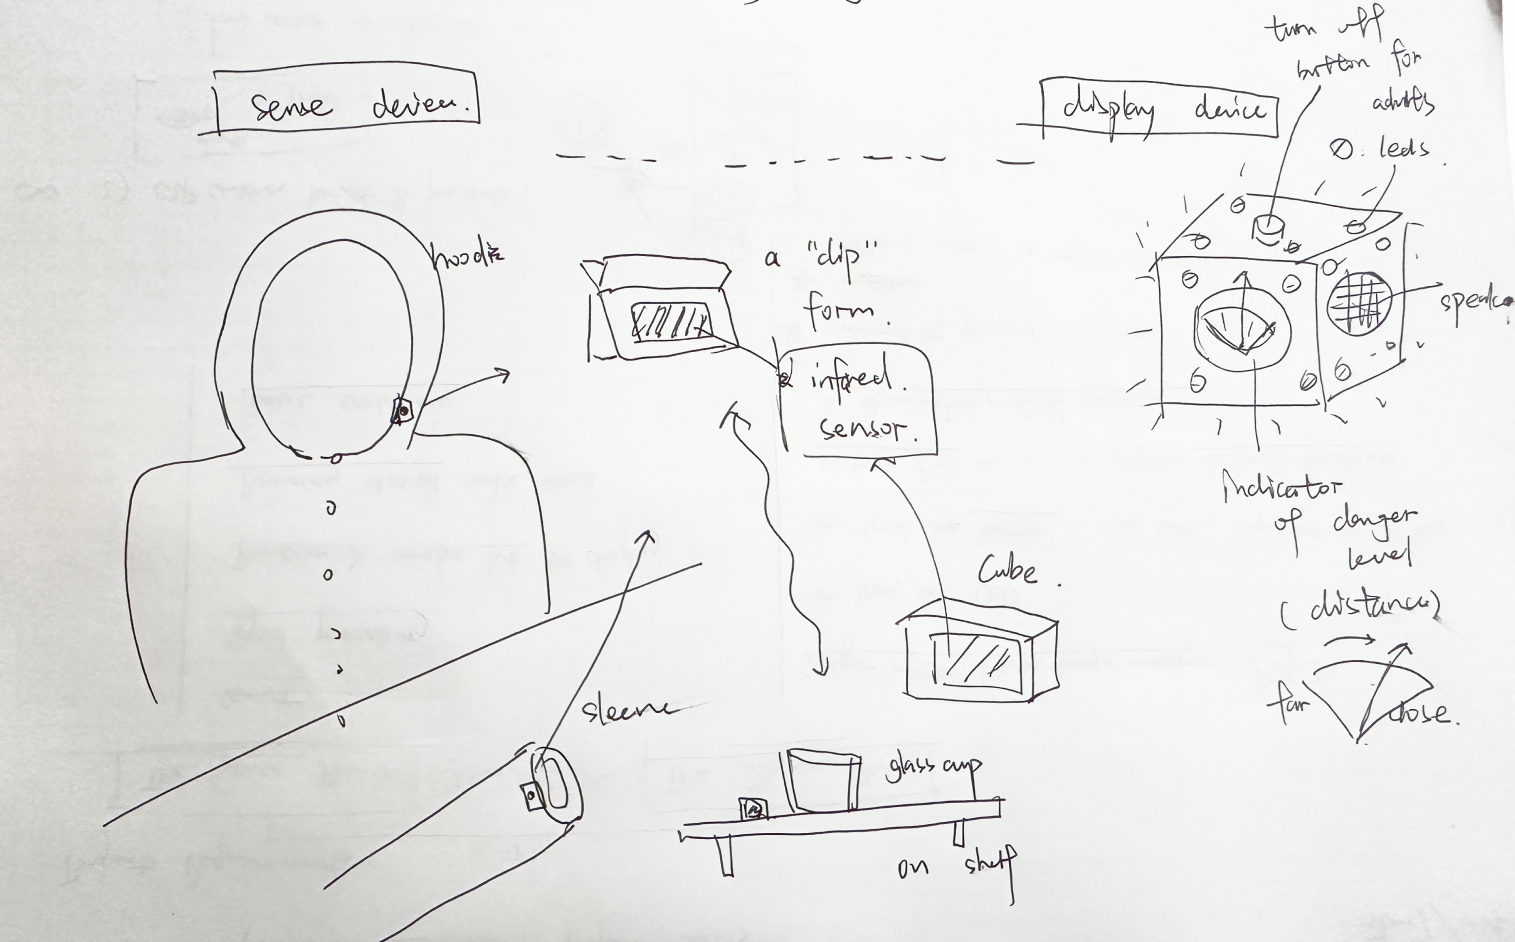 sense device.
display device
turn off
button for
adults
leds.
hoodie
a "clip"
form.
infared.
sensor.
speaker
Indicator
of danger
level
(distance)
far
close.
Cube.
sleeve
glass cup
on shelf